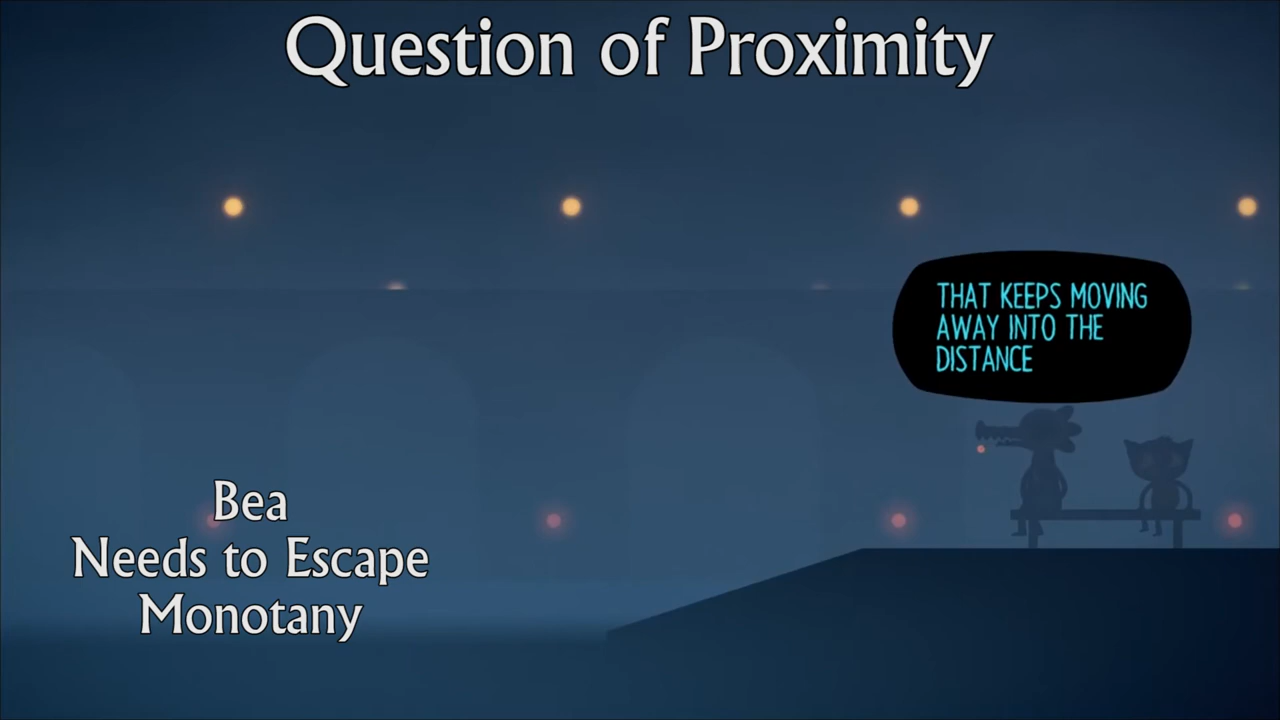 Question of Proximity
THAT KEEPS MOVING
AWAY INTO THE
DISTANCE
Bea
Needs to Escape
Monotany